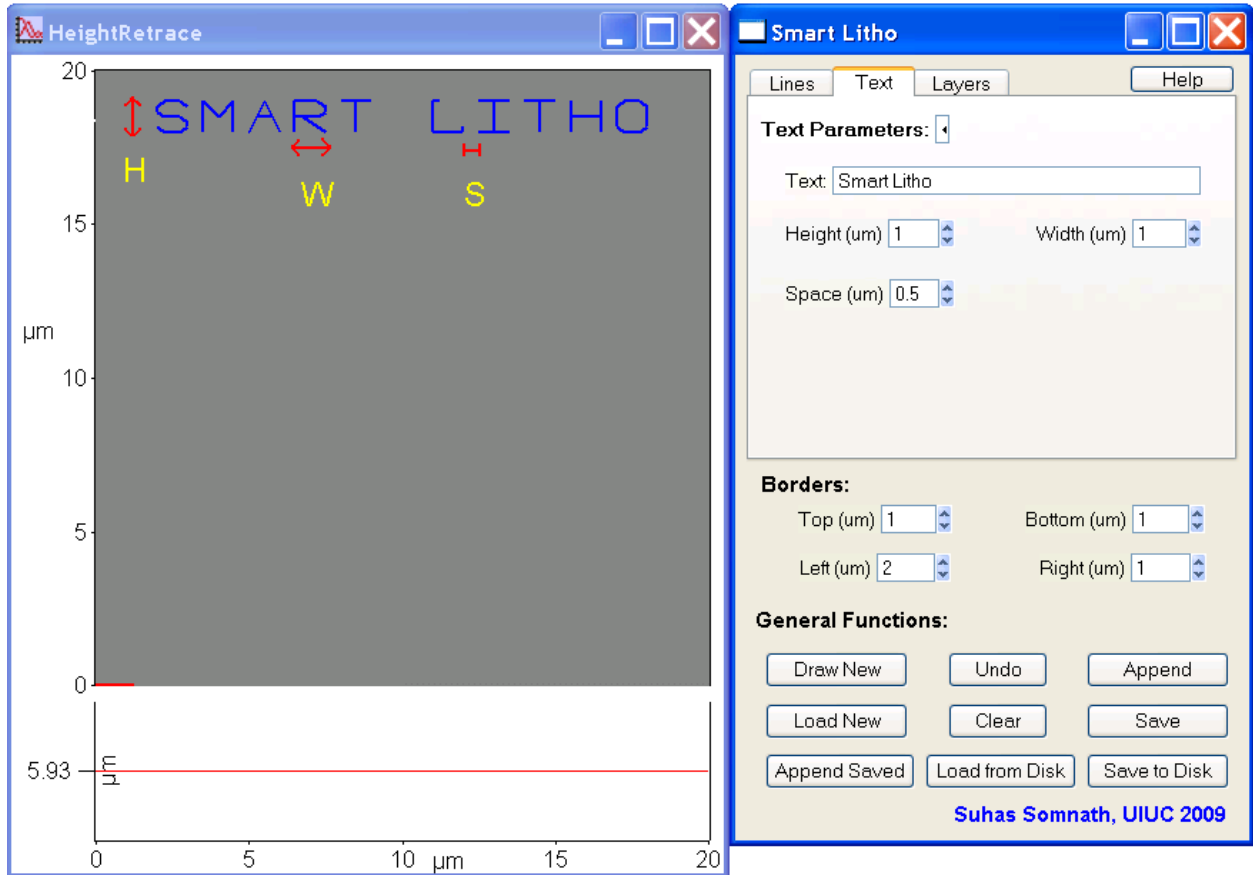 HeightRetrace
20
SMART LITHO
H
W
S
15
µm
10
5
0
5.93
µm
0 5 10 µm 15 20
Smart Litho
Lines Text Layers Help
Text Parameters:
Text: Smart Litho
Height (um) 1 Width (um) 1
Space (um) 0.5
Borders:
Top (um) 1 Bottom (um) 1
Left (um) 2 Right (um) 1
General Functions:
Draw New Undo Append
Load New Clear Save
Append Saved Load from Disk Save to Disk
Suhas Somnath, UIUC 2009